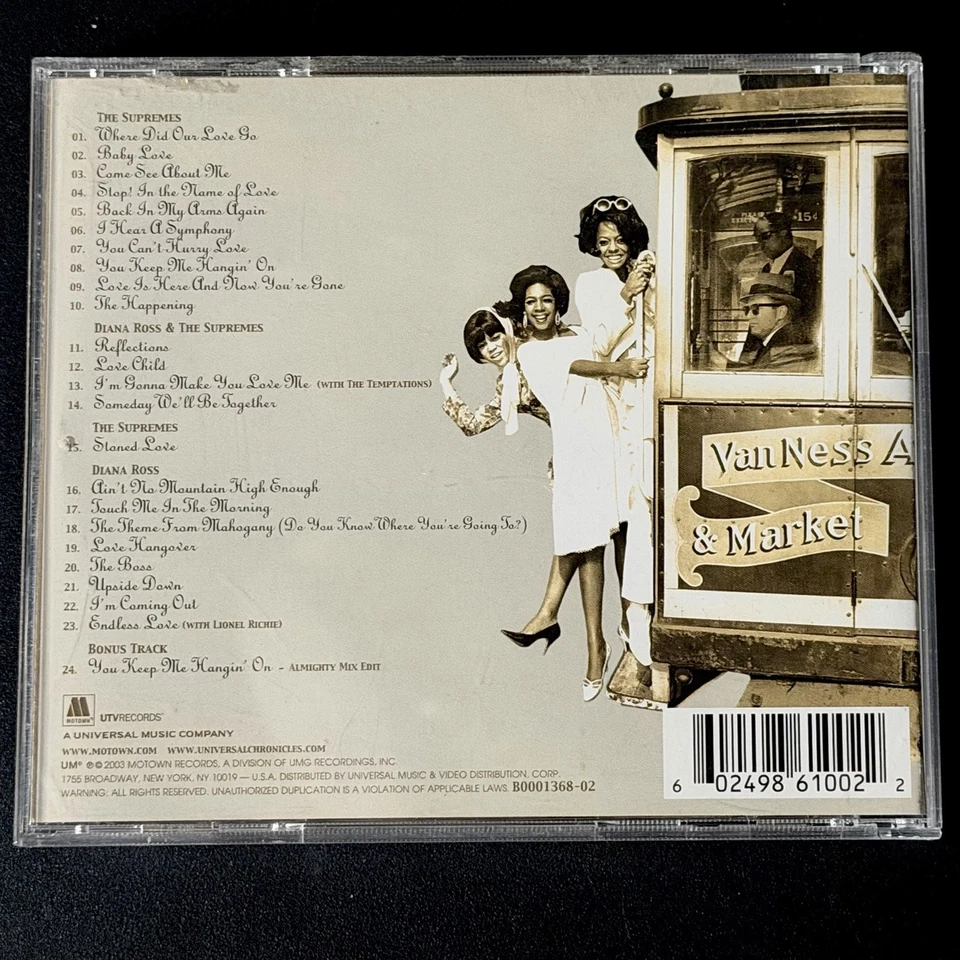 THE SUPREMES
01. Where Did Our Love Go
02. Baby Love
03. Come See About Me
04. Stop! In the Name of Love
05. Back In My Arms Again
06. I Hear A Symphony
07. You Can't Hurry Love
08. You Keep Me Hangin' On
09. Love Is Here And Now You're Gone
10. The Happening
DIANA ROSS & THE SUPREMES
11. Reflections
12. Love Child
13. I'm Gonna Make You Love Me (WITH THE TEMPTATIONS)
14. Someday We'll Be Together
THE SUPREMES
15. Stoned Love
DIANA ROSS
16. Ain't No Mountain High Enough
17. Touch Me In The Morning
18. The Theme From Mahogany (Do You Know Where You're Going To?)
19. Love Hangover
20. The Boss
21. Upside Down
22. I'm Coming Out
23. Endless Love (WITH LIONEL RICHIE)
BONUS TRACK
24. You Keep Me Hangin' On - ALMIGHTY MIX EDIT
15¢
Van Ness A
& Market
MOTOWN UTVRECORDS
A UNIVERSAL MUSIC COMPANY
WWW.MOTOWN.COM WWW.UNIVERSALCHRONICLES.COM
UM® ℗©2003 MOTOWN RECORDS, A DIVISION OF UMG RECORDINGS, INC.
1755 BROADWAY, NEW YORK, NY 10019 — U.S.A. DISTRIBUTED BY UNIVERSAL MUSIC & VIDEO DISTRIBUTION, CORP.
WARNING: ALL RIGHTS RESERVED. UNAUTHORIZED DUPLICATION IS A VIOLATION OF APPLICABLE LAWS. B0001368-02
6 02498 61002 2